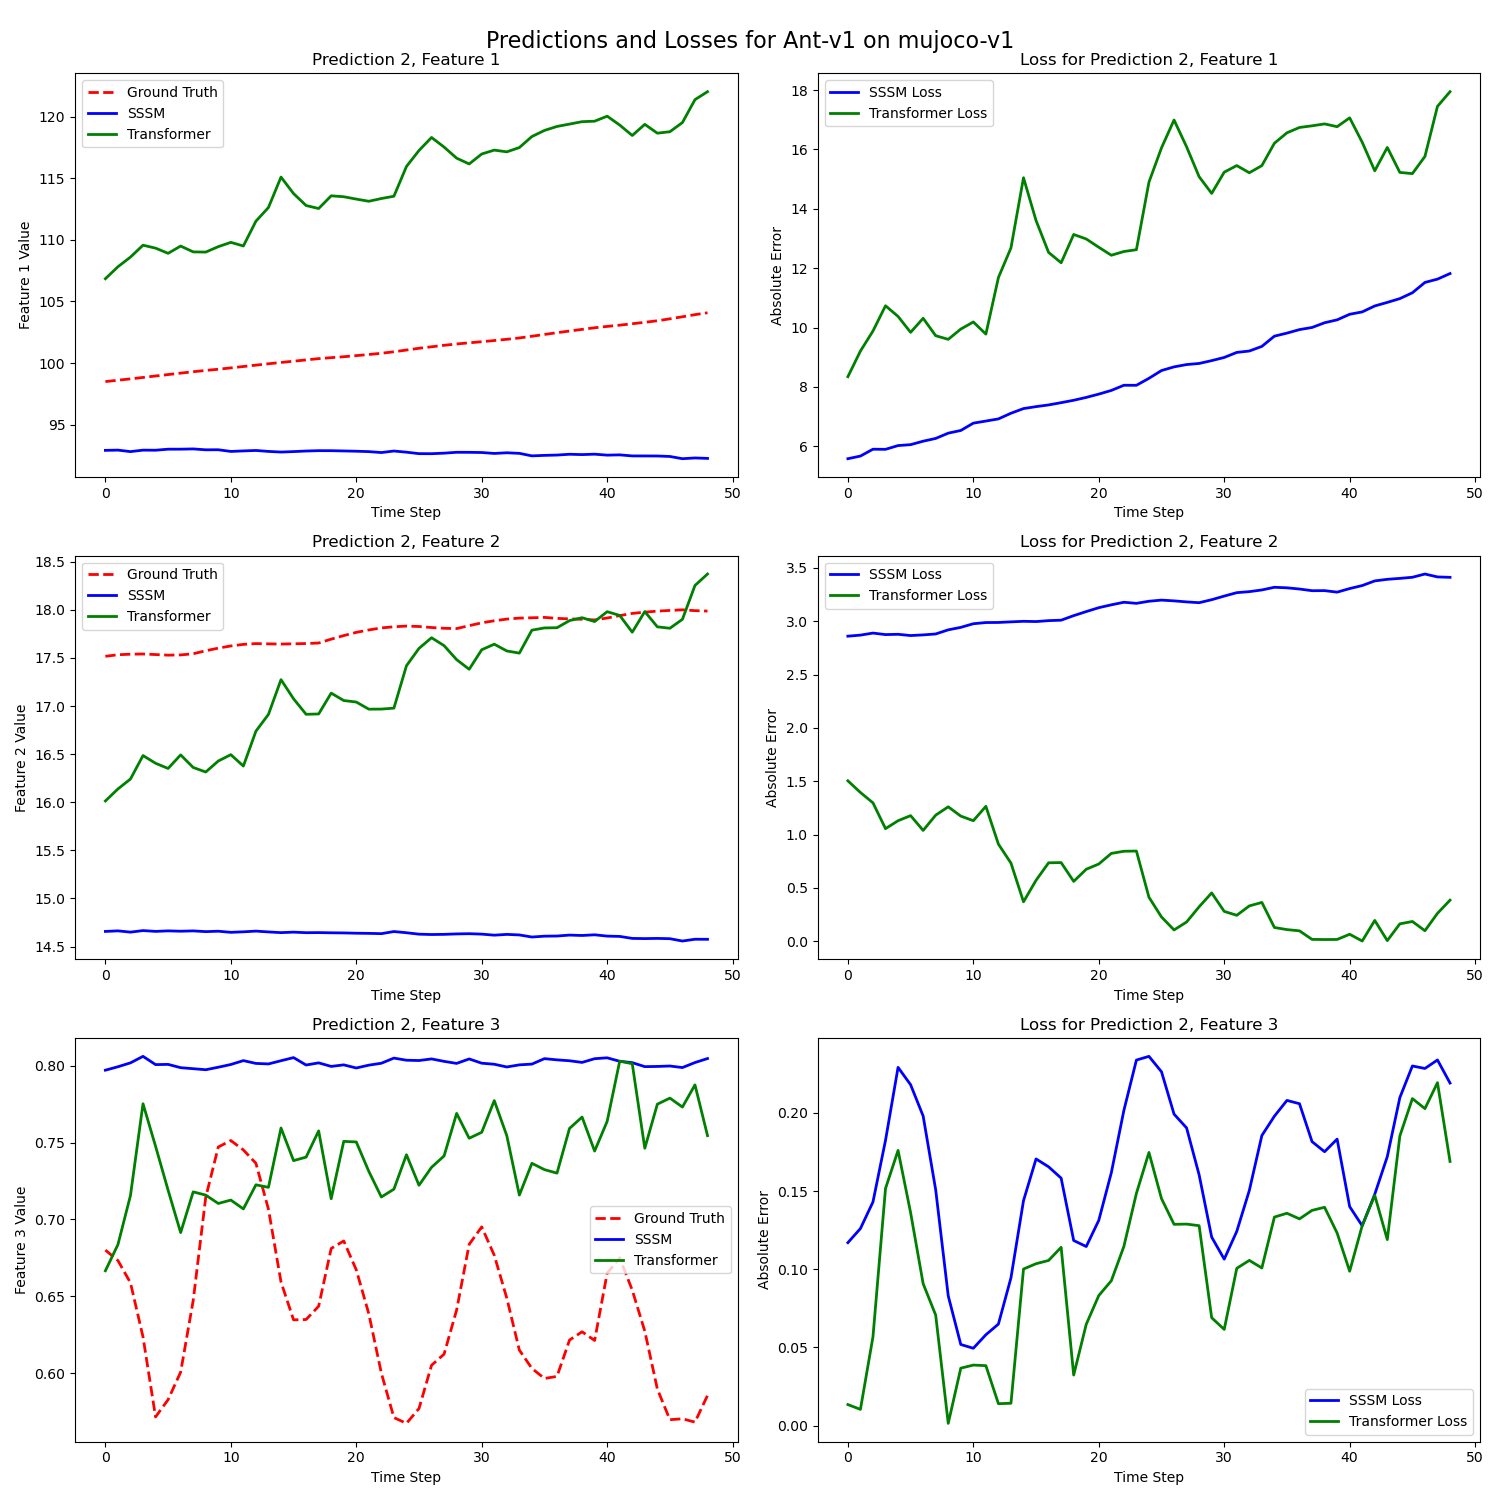 Predictions and Losses for Ant-v1 on mujoco-v1
Prediction 2, Feature 1
Ground Truth
SSSM
Transformer
120
115
110
105
100
95
Feature 1 Value
0 10 20 30 40 50
Time Step
Loss for Prediction 2, Feature 1
SSSM Loss
Transformer Loss
18
16
14
12
10
8
6
Absolute Error
0 10 20 30 40 50
Time Step
Prediction 2, Feature 2
Ground Truth
SSSM
Transformer
18.5
18.0
17.5
17.0
16.5
16.0
15.5
15.0
14.5
Feature 2 Value
0 10 20 30 40 50
Time Step
Loss for Prediction 2, Feature 2
SSSM Loss
Transformer Loss
3.5
3.0
2.5
2.0
1.5
1.0
0.5
0.0
Absolute Error
0 10 20 30 40 50
Time Step
Prediction 2, Feature 3
0.80
0.75
0.70
0.65
0.60
Feature 3 Value
Ground Truth
SSSM
Transformer
0 10 20 30 40 50
Time Step
Loss for Prediction 2, Feature 3
0.20
0.15
0.10
0.05
0.00
Absolute Error
SSSM Loss
Transformer Loss
0 10 20 30 40 50
Time Step